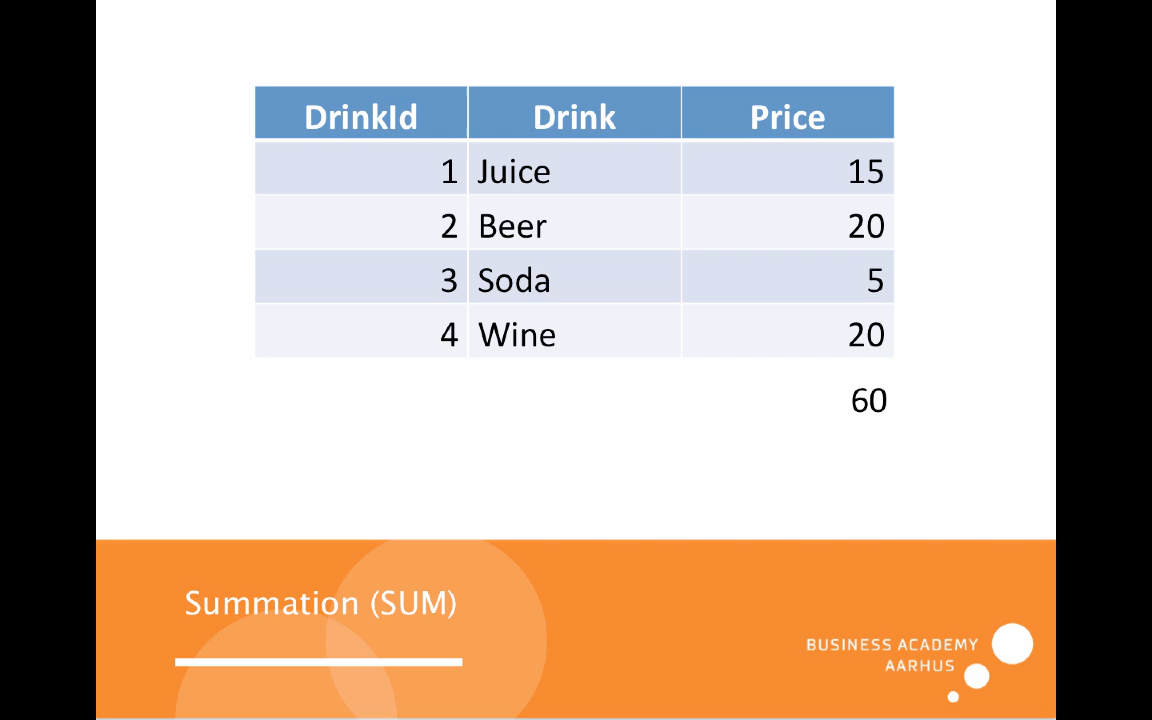 DrinkId Drink Price
1 Juice 15
2 Beer 20
3 Soda 5
4 Wine 20
60
Summation (SUM)
BUSINESS ACADEMY
AARHUS